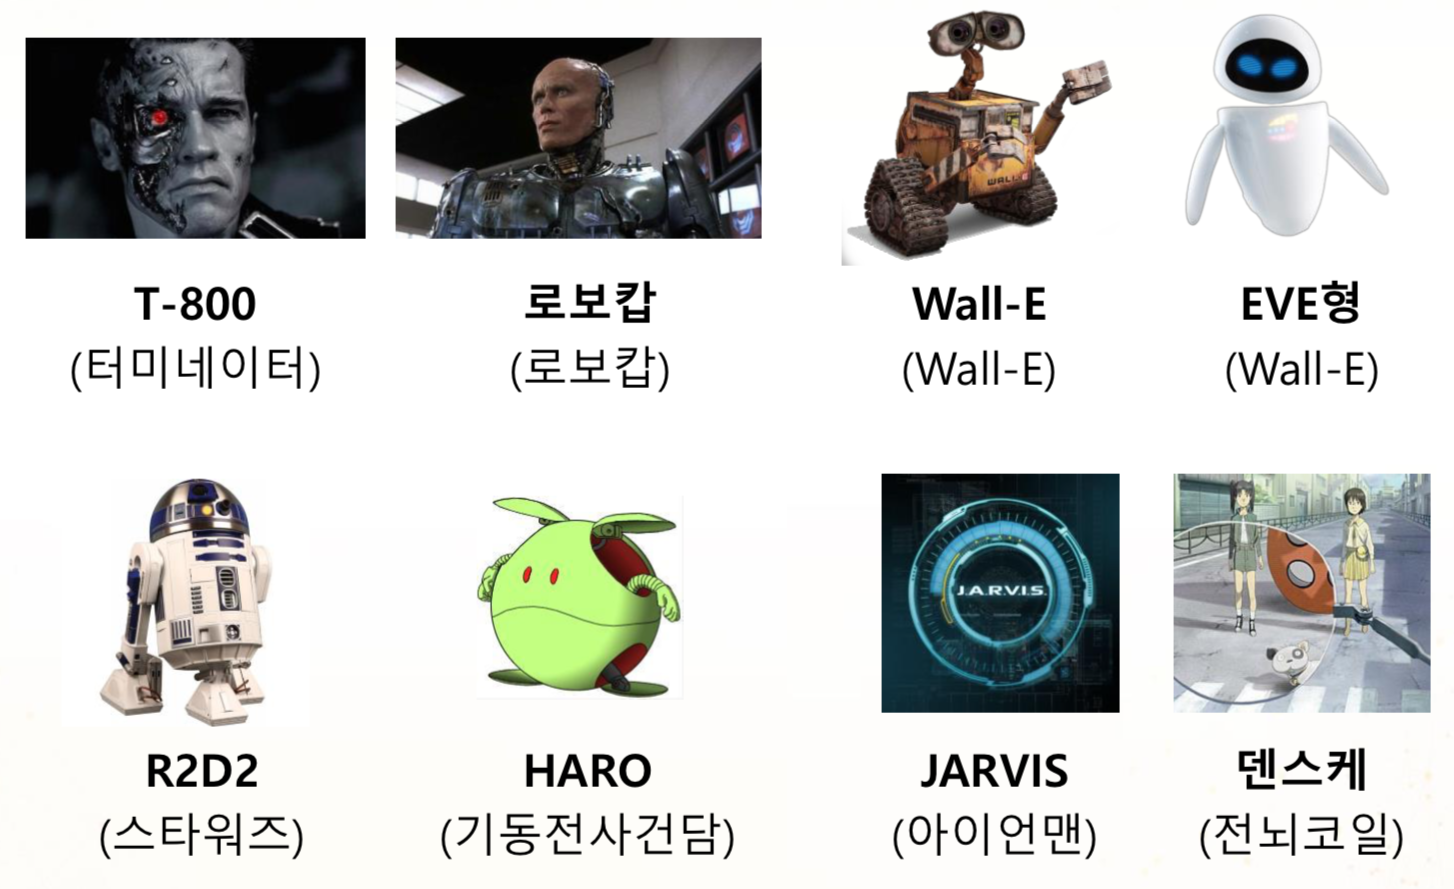 WALL·E
T-800
로보캅
Wall-E
EVE형
(터미네이터)
(로보캅)
(Wall-E)
(Wall-E)
J.A.R.V.I.S.
R2D2
HARO
JARVIS
덴스케
(스타워즈)
(기동전사건담)
(아이언맨)
(전뇌코일)